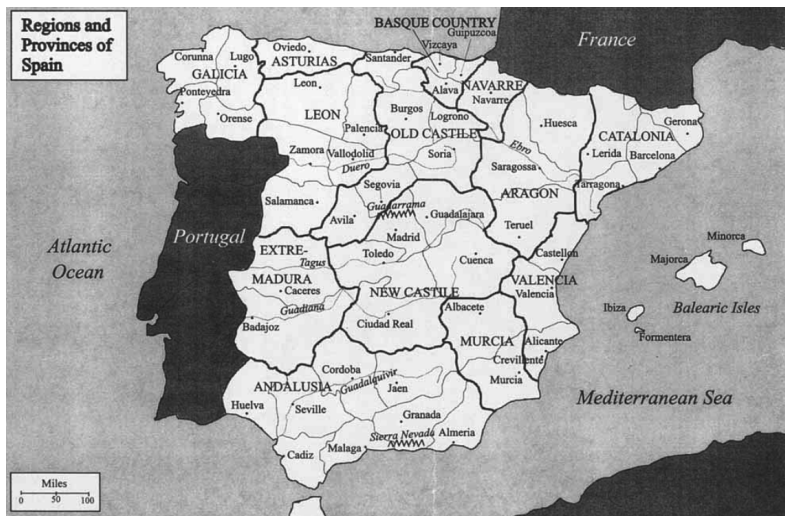 Regions and
Provinces of
Spain
BASQUE COUNTRY
Guipuzcoa
Vizcaya
France
Corunna
Lugo
Oviedo
ASTURIAS
Santander
GALICIA
Pontevedra
Orense
Leon
LEON
Alava
NAVARRE
Navarre
Burgos
Logrono
Palencia
OLD CASTILE
Huesca
CATALONIA
Gerona
Zamora
Valldolid
Duero
Soria
Ebro
Saragossa
Lerida
Barcelona
Segovia
Tarragona
Salamanca
Avila
Guadarrama
Guadalajara
ARAGON
Portugal
Madrid
Teruel
Atlantic
Ocean
EXTRE-
Tagus
Toledo
Cuenca
Castellon
Minorca
Majorca
MADURA
Caceres
NEW CASTILE
VALENCIA
Valencia
Guadiana
Badajoz
Ciudad Real
Albacete
Ibiza
Balearic Isles
Formentera
MURCIA
Alicante
Crevillente
Murcia
Cordoba
Guadalquivir
Jaen
ANDALUSIA
Huelva
Seville
Granada
Mediterranean Sea
Sierra Nevada
Almeria
Cadiz
Malaga
Miles
0 50 100